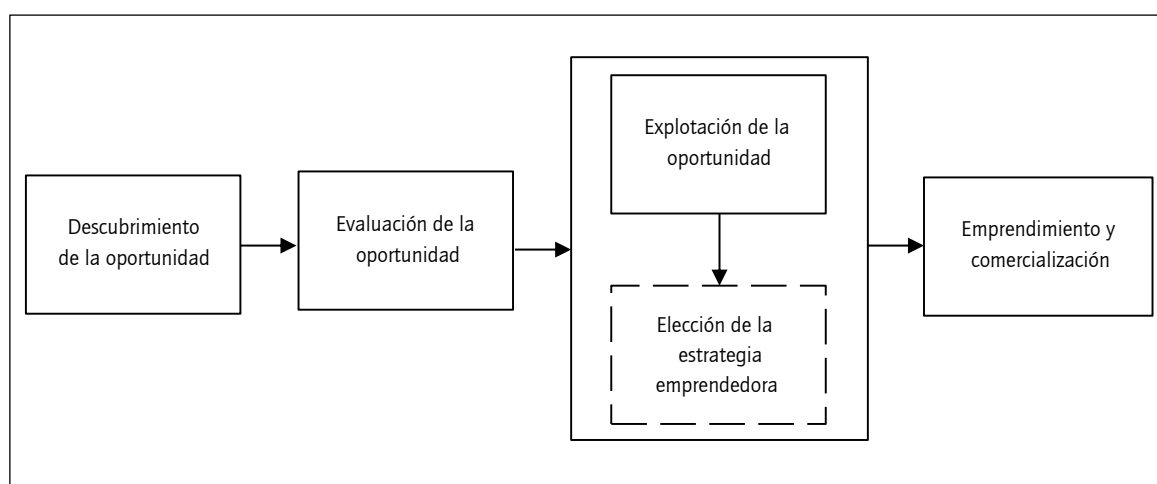 Descubrimiento
de la oportunidad
Evaluación de la
oportunidad
Explotación de la
oportunidad
Elección de la
estrategia
emprendedora
Emprendimiento y
comercialización